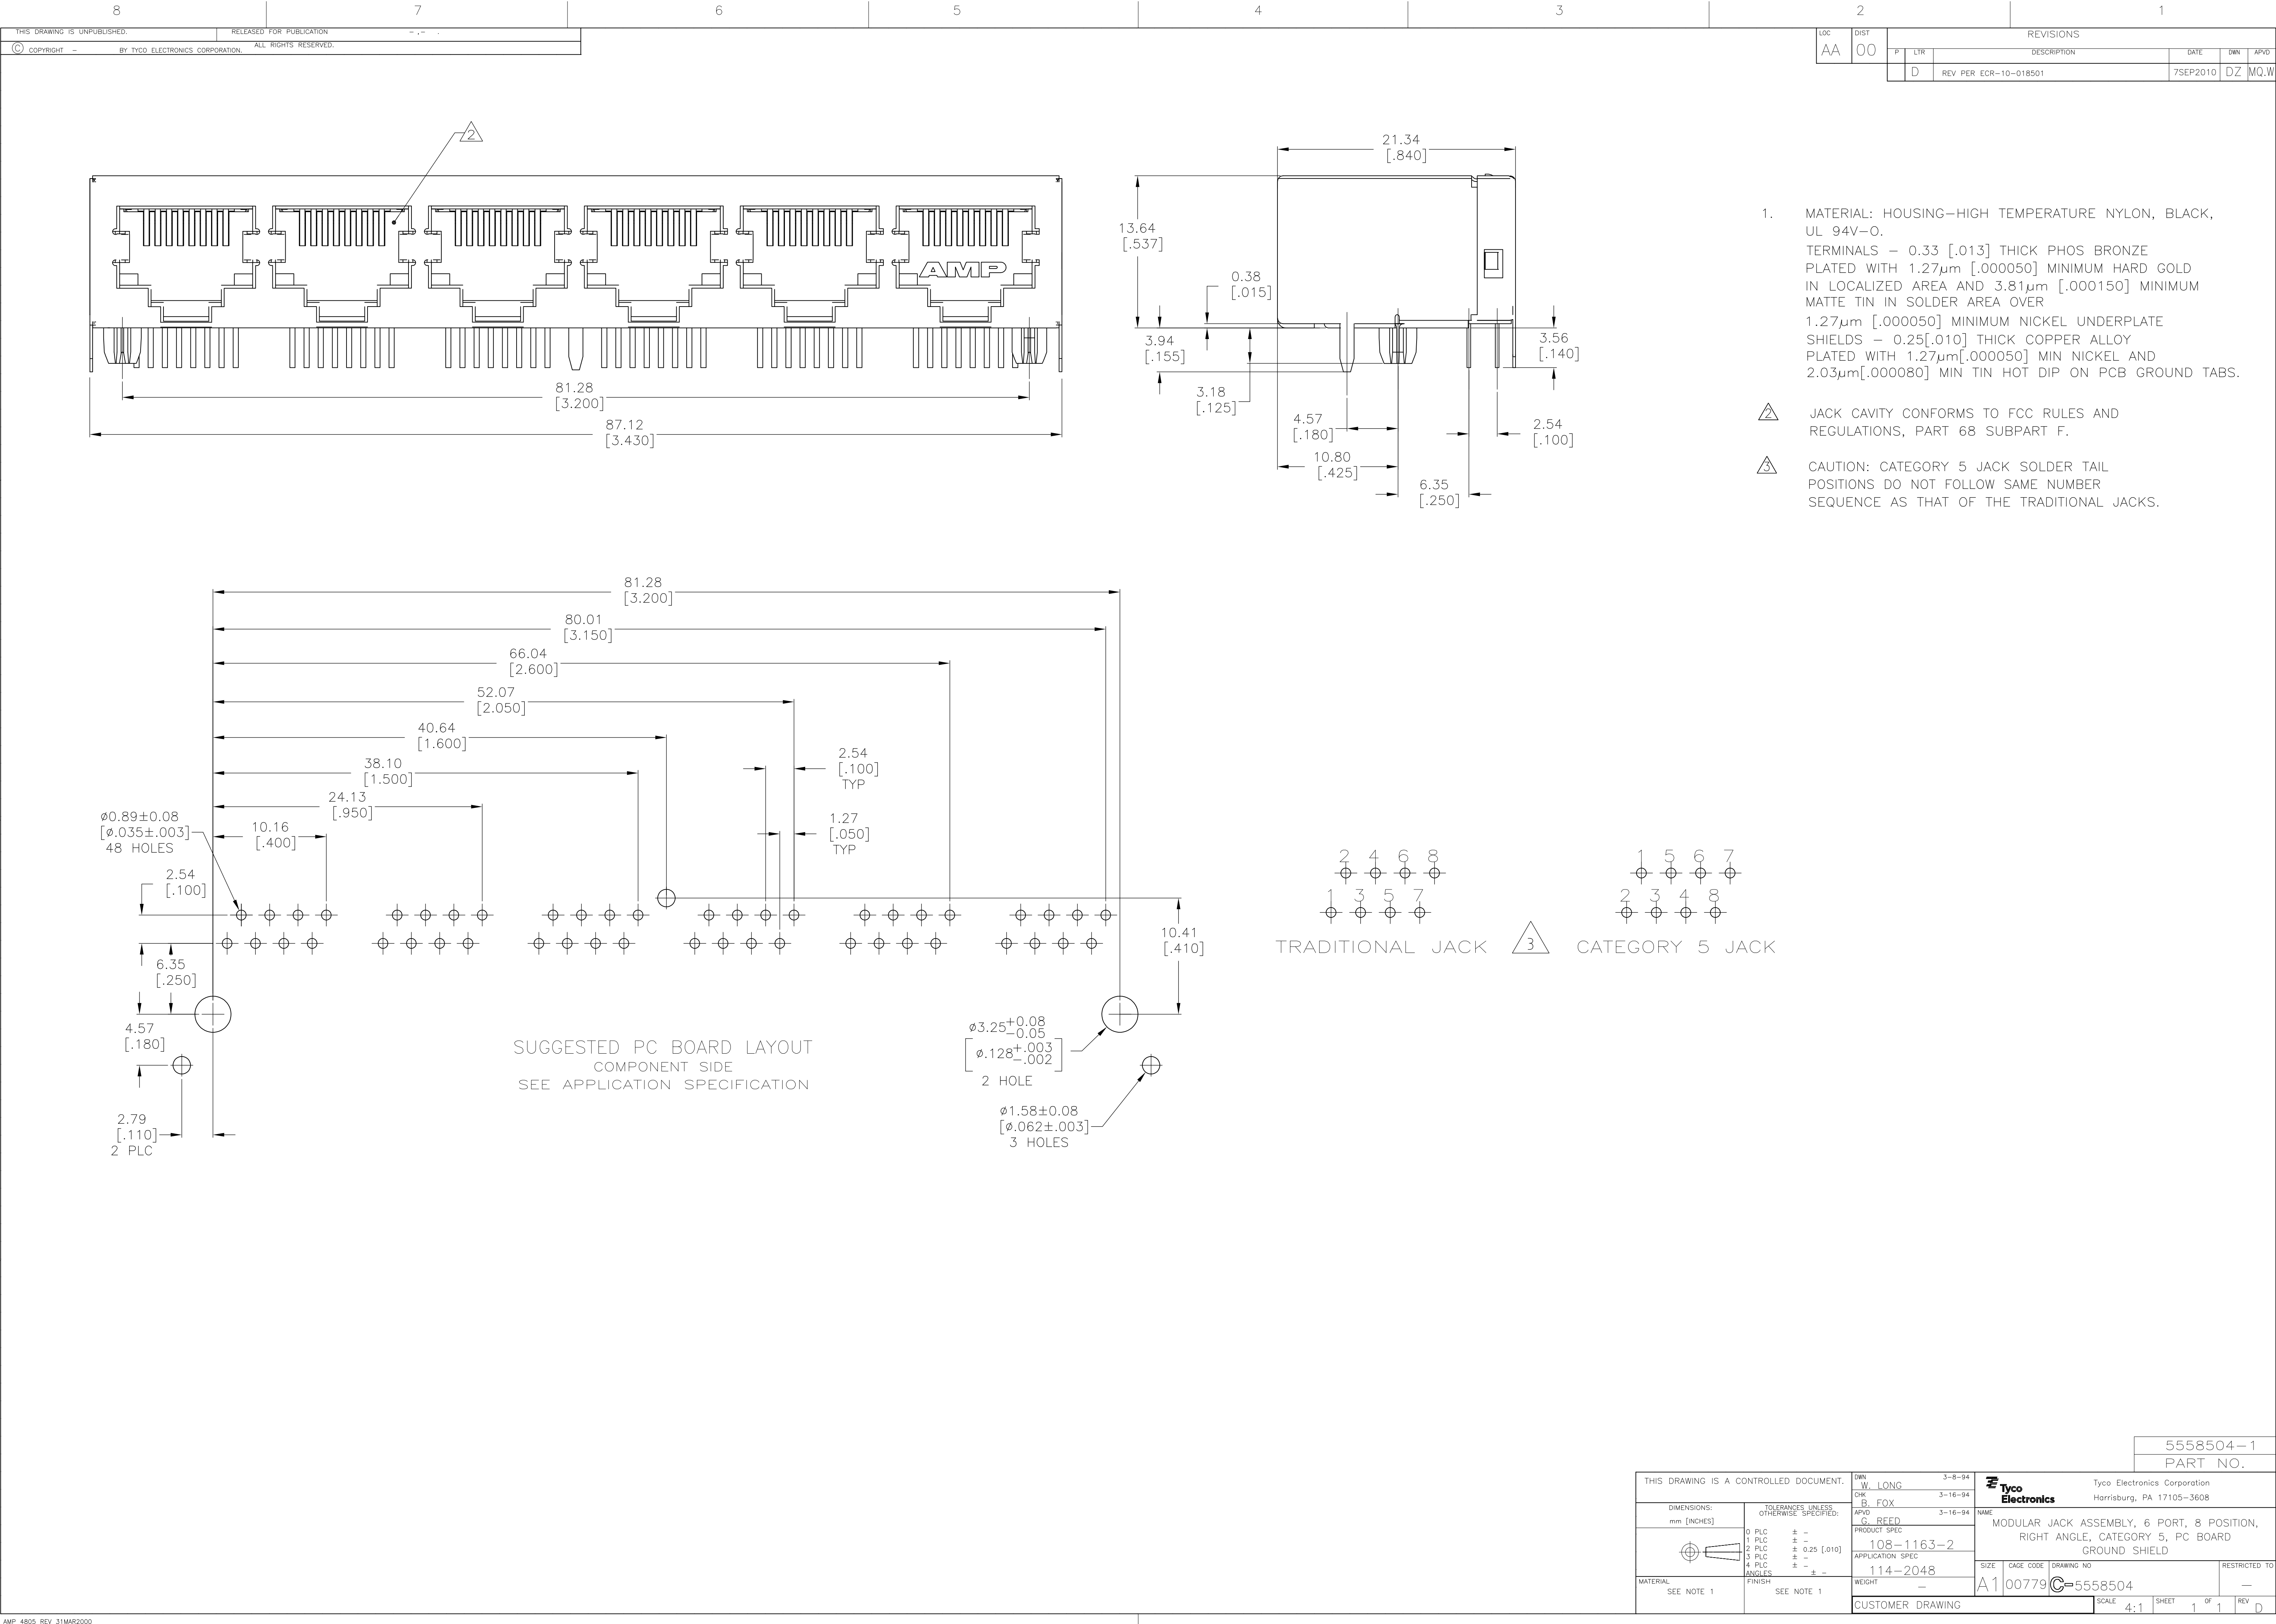 8 7 6 5 4 3 2 1
THIS DRAWING IS UNPUBLISHED. RELEASED FOR PUBLICATION - ,- .
© COPYRIGHT - BY TYCO ELECTRONICS CORPORATION. ALL RIGHTS RESERVED.
LOC DIST REVISIONS
AA 00 P LTR DESCRIPTION DATE DWN APVD
D REV PER ECR-10-018501 7SEP2010 DZ MQ.W
2
AMP
81.28
[3.200]
87.12
[3.430]
21.34
[.840]
13.64
[.537]
0.38
[.015]
3.94
[.155]
3.18
[.125]
4.57
[.180]
10.80
[.425]
6.35
[.250]
3.56
[.140]
2.54
[.100]
1. MATERIAL: HOUSING-HIGH TEMPERATURE NYLON, BLACK,
UL 94V-O.
TERMINALS - 0.33 [.013] THICK PHOS BRONZE
PLATED WITH 1.27µm [.000050] MINIMUM HARD GOLD
IN LOCALIZED AREA AND 3.81µm [.000150] MINIMUM
MATTE TIN IN SOLDER AREA OVER
1.27µm [.000050] MINIMUM NICKEL UNDERPLATE
SHIELDS - 0.25[.010] THICK COPPER ALLOY
PLATED WITH 1.27µm[.000050] MIN NICKEL AND
2.03µm[.000080] MIN TIN HOT DIP ON PCB GROUND TABS.
2 JACK CAVITY CONFORMS TO FCC RULES AND
REGULATIONS, PART 68 SUBPART F.
3 CAUTION: CATEGORY 5 JACK SOLDER TAIL
POSITIONS DO NOT FOLLOW SAME NUMBER
SEQUENCE AS THAT OF THE TRADITIONAL JACKS.
81.28
[3.200]
80.01
[3.150]
66.04
[2.600]
52.07
[2.050]
40.64
[1.600]
38.10
[1.500]
24.13
[.950]
10.16
[.400]
2.54
[.100]
TYP
1.27
[.050]
TYP
ø0.89±0.08
[ø.035±.003]
48 HOLES
2.54
[.100]
6.35
[.250]
4.57
[.180]
2.79
[.110]
2 PLC
10.41
[.410]
ø3.25+0.08
-0.05
[ø.128+.003
-.002]
2 HOLE
ø1.58±0.08
[ø.062±.003]
3 HOLES
SUGGESTED PC BOARD LAYOUT
COMPONENT SIDE
SEE APPLICATION SPECIFICATION
2 4 6 8
1 3 5 7
TRADITIONAL JACK
3
1 5 6 7
2 3 4 8
CATEGORY 5 JACK
5558504-1
PART NO.
THIS DRAWING IS A CONTROLLED DOCUMENT.
DIMENSIONS:
mm [INCHES]
TOLERANCES UNLESS
OTHERWISE SPECIFIED:
0 PLC ± -
1 PLC ± -
2 PLC ± 0.25 [.010]
3 PLC ± -
4 PLC ± -
ANGLES ± -
MATERIAL
SEE NOTE 1
FINISH
SEE NOTE 1
DWN 3-8-94
W. LONG
CHK 3-16-94
B. FOX
APVD 3-16-94
G. REED
PRODUCT SPEC
108-1163-2
APPLICATION SPEC
114-2048
WEIGHT
-
CUSTOMER DRAWING
Tyco
Electronics
Tyco Electronics Corporation
Harrisburg, PA 17105-3608
NAME
MODULAR JACK ASSEMBLY, 6 PORT, 8 POSITION,
RIGHT ANGLE, CATEGORY 5, PC BOARD
GROUND SHIELD
SIZE CAGE CODE DRAWING NO RESTRICTED TO
A1 00779 C-5558504 -
SCALE 4:1 SHEET 1 OF 1 REV D
AMP 4805 REV 31MAR2000